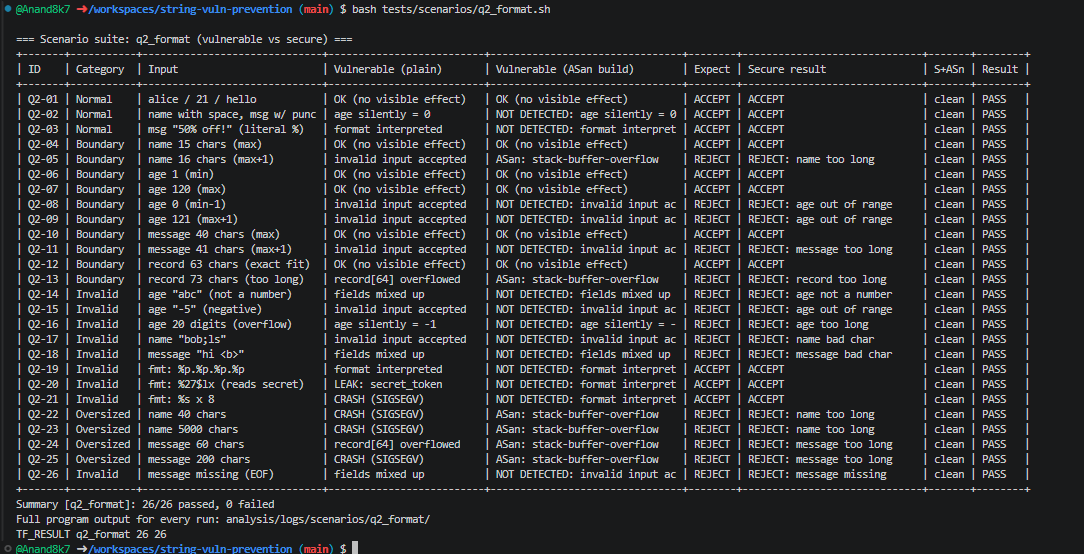 @Anand8k7 ➜/workspaces/string-vuln-prevention (main) $ bash tests/scenarios/q2_format.sh
=== Scenario suite: q2_format (vulnerable vs secure) ===
| ID | Category | Input | Vulnerable (plain) | Vulnerable (ASan build) | Expect | Secure result | S+ASn | Result |
| Q2-01 | Normal | alice / 21 / hello | OK (no visible effect) | OK (no visible effect) | ACCEPT | ACCEPT | clean | PASS |
| Q2-02 | Normal | name with space, msg w/ punc | age silently = 0 | NOT DETECTED: age silently = 0 | ACCEPT | ACCEPT | clean | PASS |
| Q2-03 | Normal | msg "50% off!" (literal %) | format interpreted | NOT DETECTED: format interpret | ACCEPT | ACCEPT | clean | PASS |
| Q2-04 | Boundary | name 15 chars (max) | OK (no visible effect) | OK (no visible effect) | ACCEPT | ACCEPT | clean | PASS |
| Q2-05 | Boundary | name 16 chars (max+1) | invalid input accepted | ASan: stack-buffer-overflow | REJECT | REJECT: name too long | clean | PASS |
| Q2-06 | Boundary | age 1 (min) | OK (no visible effect) | OK (no visible effect) | ACCEPT | ACCEPT | clean | PASS |
| Q2-07 | Boundary | age 120 (max) | OK (no visible effect) | OK (no visible effect) | ACCEPT | ACCEPT | clean | PASS |
| Q2-08 | Boundary | age 0 (min-1) | invalid input accepted | NOT DETECTED: invalid input ac | REJECT | REJECT: age out of range | clean | PASS |
| Q2-09 | Boundary | age 121 (max+1) | invalid input accepted | NOT DETECTED: invalid input ac | REJECT | REJECT: age out of range | clean | PASS |
| Q2-10 | Boundary | message 40 chars (max) | OK (no visible effect) | OK (no visible effect) | ACCEPT | ACCEPT | clean | PASS |
| Q2-11 | Boundary | message 41 chars (max+1) | invalid input accepted | NOT DETECTED: invalid input ac | REJECT | REJECT: message too long | clean | PASS |
| Q2-12 | Boundary | record 63 chars (exact fit) | OK (no visible effect) | OK (no visible effect) | ACCEPT | ACCEPT | clean | PASS |
| Q2-13 | Boundary | record 73 chars (too long) | record[64] overflowed | ASan: stack-buffer-overflow | REJECT | REJECT: record too long | clean | PASS |
| Q2-14 | Invalid | age "abc" (not a number) | fields mixed up | NOT DETECTED: fields mixed up | REJECT | REJECT: age not a number | clean | PASS |
| Q2-15 | Invalid | age "-5" (negative) | invalid input accepted | NOT DETECTED: invalid input ac | REJECT | REJECT: age out of range | clean | PASS |
| Q2-16 | Invalid | age 20 digits (overflow) | age silently = -1 | NOT DETECTED: age silently = - | REJECT | REJECT: age too long | clean | PASS |
| Q2-17 | Invalid | name "bob;ls" | invalid input accepted | NOT DETECTED: invalid input ac | REJECT | REJECT: name bad char | clean | PASS |
| Q2-18 | Invalid | message "hi <b>" | fields mixed up | NOT DETECTED: fields mixed up | REJECT | REJECT: message bad char | clean | PASS |
| Q2-19 | Invalid | fmt: %p.%p.%p.%p | format interpreted | NOT DETECTED: format interpret | ACCEPT | ACCEPT | clean | PASS |
| Q2-20 | Invalid | fmt: %27$lx (reads secret) | LEAK: secret_token | NOT DETECTED: format interpret | ACCEPT | ACCEPT | clean | PASS |
| Q2-21 | Invalid | fmt: %s x 8 | CRASH (SIGSEGV) | NOT DETECTED: format interpret | ACCEPT | ACCEPT | clean | PASS |
| Q2-22 | Oversized | name 40 chars | CRASH (SIGSEGV) | ASan: stack-buffer-overflow | REJECT | REJECT: name too long | clean | PASS |
| Q2-23 | Oversized | name 5000 chars | CRASH (SIGSEGV) | ASan: stack-buffer-overflow | REJECT | REJECT: name too long | clean | PASS |
| Q2-24 | Oversized | message 60 chars | record[64] overflowed | ASan: stack-buffer-overflow | REJECT | REJECT: message too long | clean | PASS |
| Q2-25 | Oversized | message 200 chars | CRASH (SIGSEGV) | ASan: stack-buffer-overflow | REJECT | REJECT: message too long | clean | PASS |
| Q2-26 | Invalid | message missing (EOF) | fields mixed up | NOT DETECTED: invalid input ac | REJECT | REJECT: message missing | clean | PASS |
Summary [q2_format]: 26/26 passed, 0 failed
Full program output for every run: analysis/logs/scenarios/q2_format/
TF_RESULT q2_format 26 26
@Anand8k7 ➜/workspaces/string-vuln-prevention (main) $